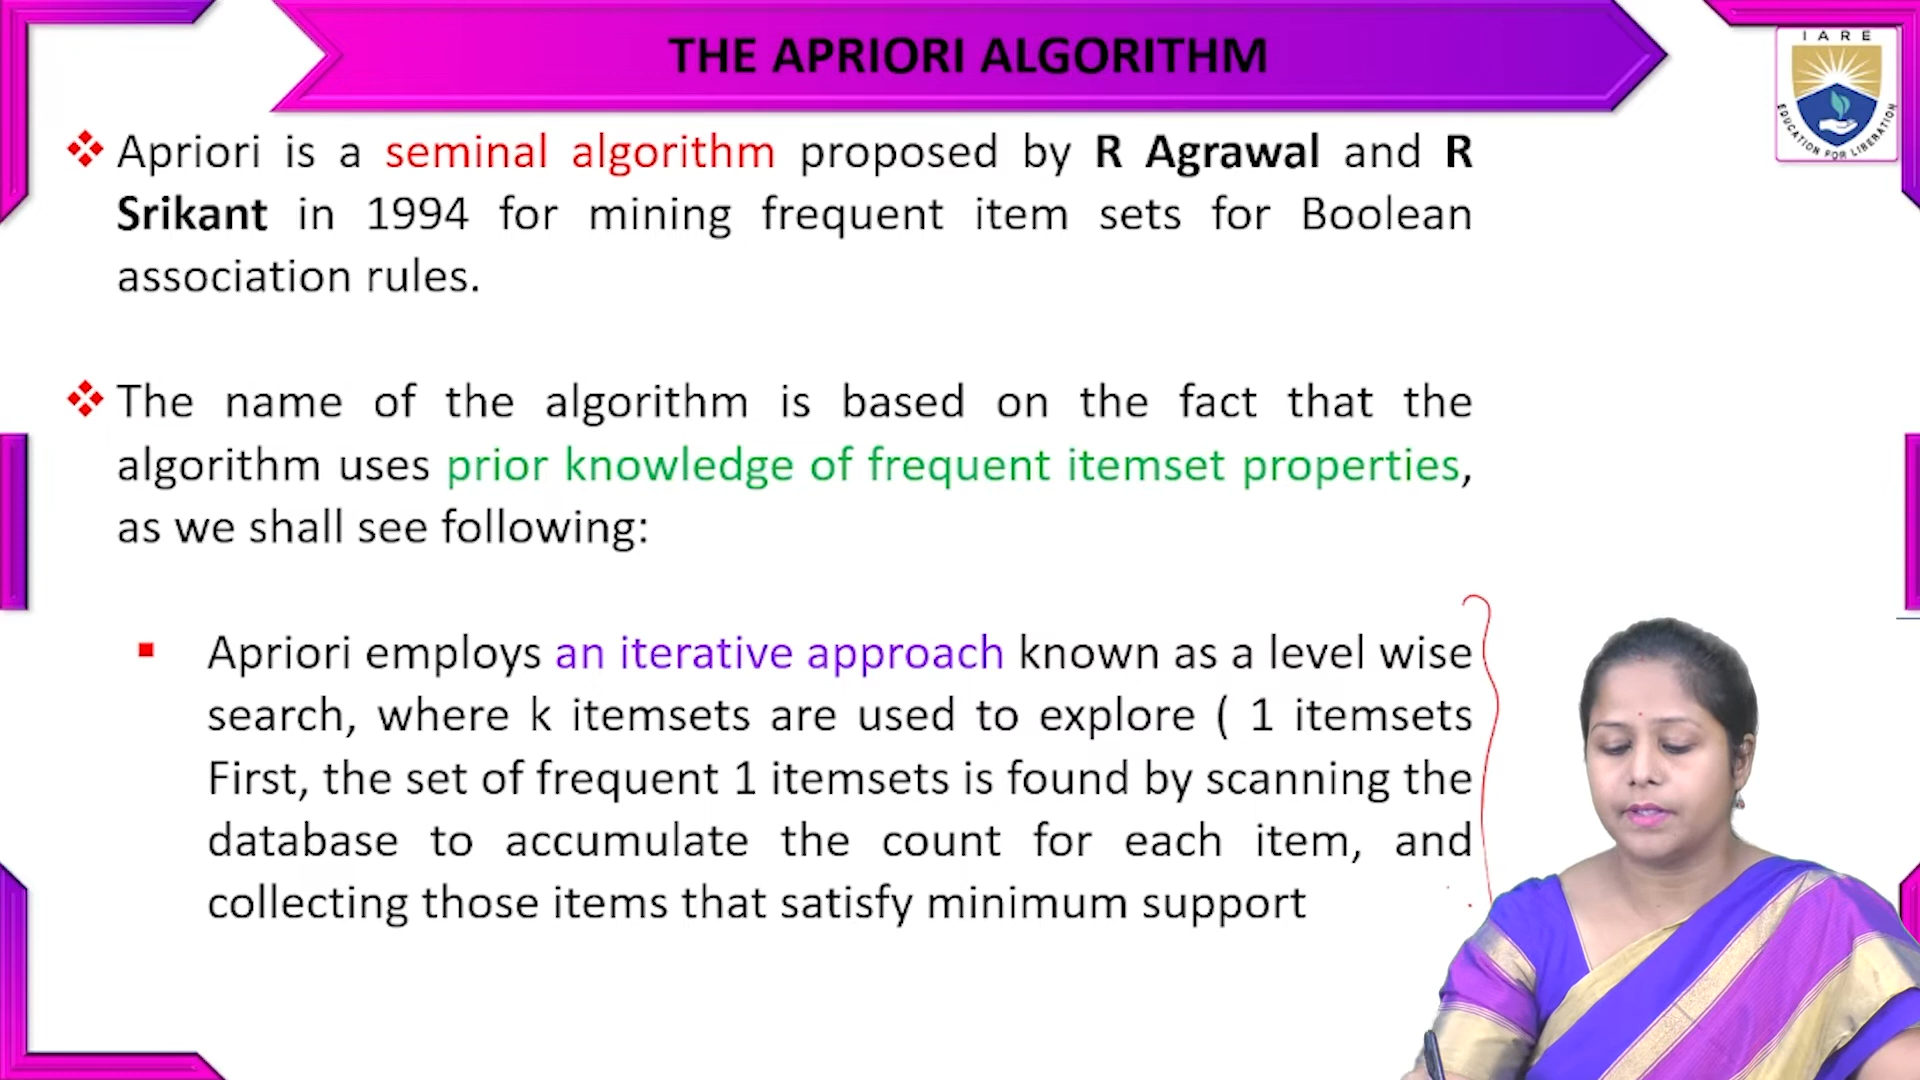 THE APRIORI ALGORITHM
IARE
EDUCATION FOR LIBERATION
Apriori is a seminal algorithm proposed by R Agrawal and R
Srikant in 1994 for mining frequent item sets for Boolean
association rules.
The name of the algorithm is based on the fact that the
algorithm uses prior knowledge of frequent itemset properties,
as we shall see following:
Apriori employs an iterative approach known as a level wise
search, where k itemsets are used to explore ( 1 itemsets
First, the set of frequent 1 itemsets is found by scanning the
database to accumulate the count for each item, and
collecting those items that satisfy minimum support